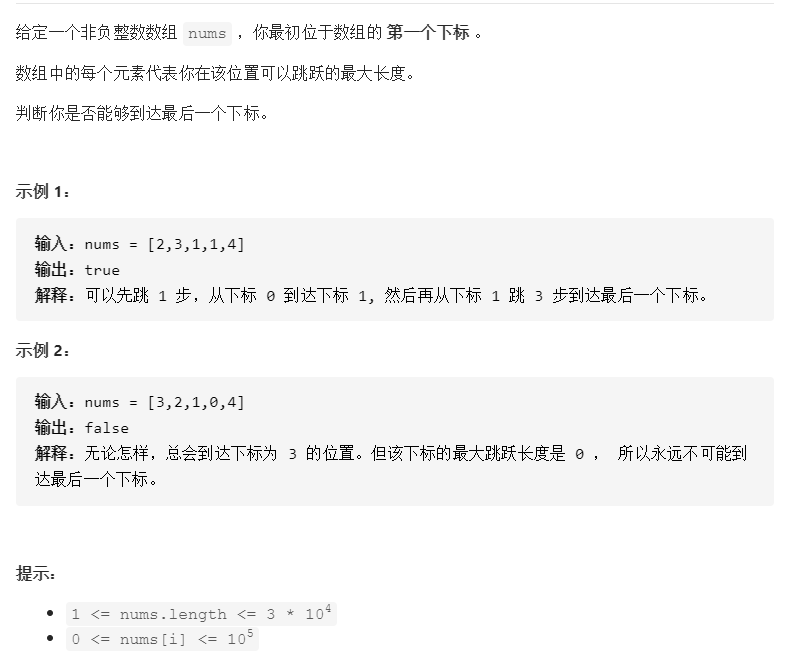 给定一个非负整数数组 nums ，你最初位于数组的 第一个下标 。
数组中的每个元素代表你在该位置可以跳跃的最大长度。
判断你是否能够到达最后一个下标。
示例 1：
输入：nums = [2,3,1,1,4]
输出：true
解释：可以先跳 1 步，从下标 0 到达下标 1, 然后再从下标 1 跳 3 步到达最后一个下标。
示例 2：
输入：nums = [3,2,1,0,4]
输出：false
解释：无论怎样，总会到达下标为 3 的位置。但该下标的最大跳跃长度是 0 ， 所以永远不可能到
达最后一个下标。
提示：
• 1 <= nums.length <= 3 * 10⁴
• 0 <= nums[i] <= 10⁵